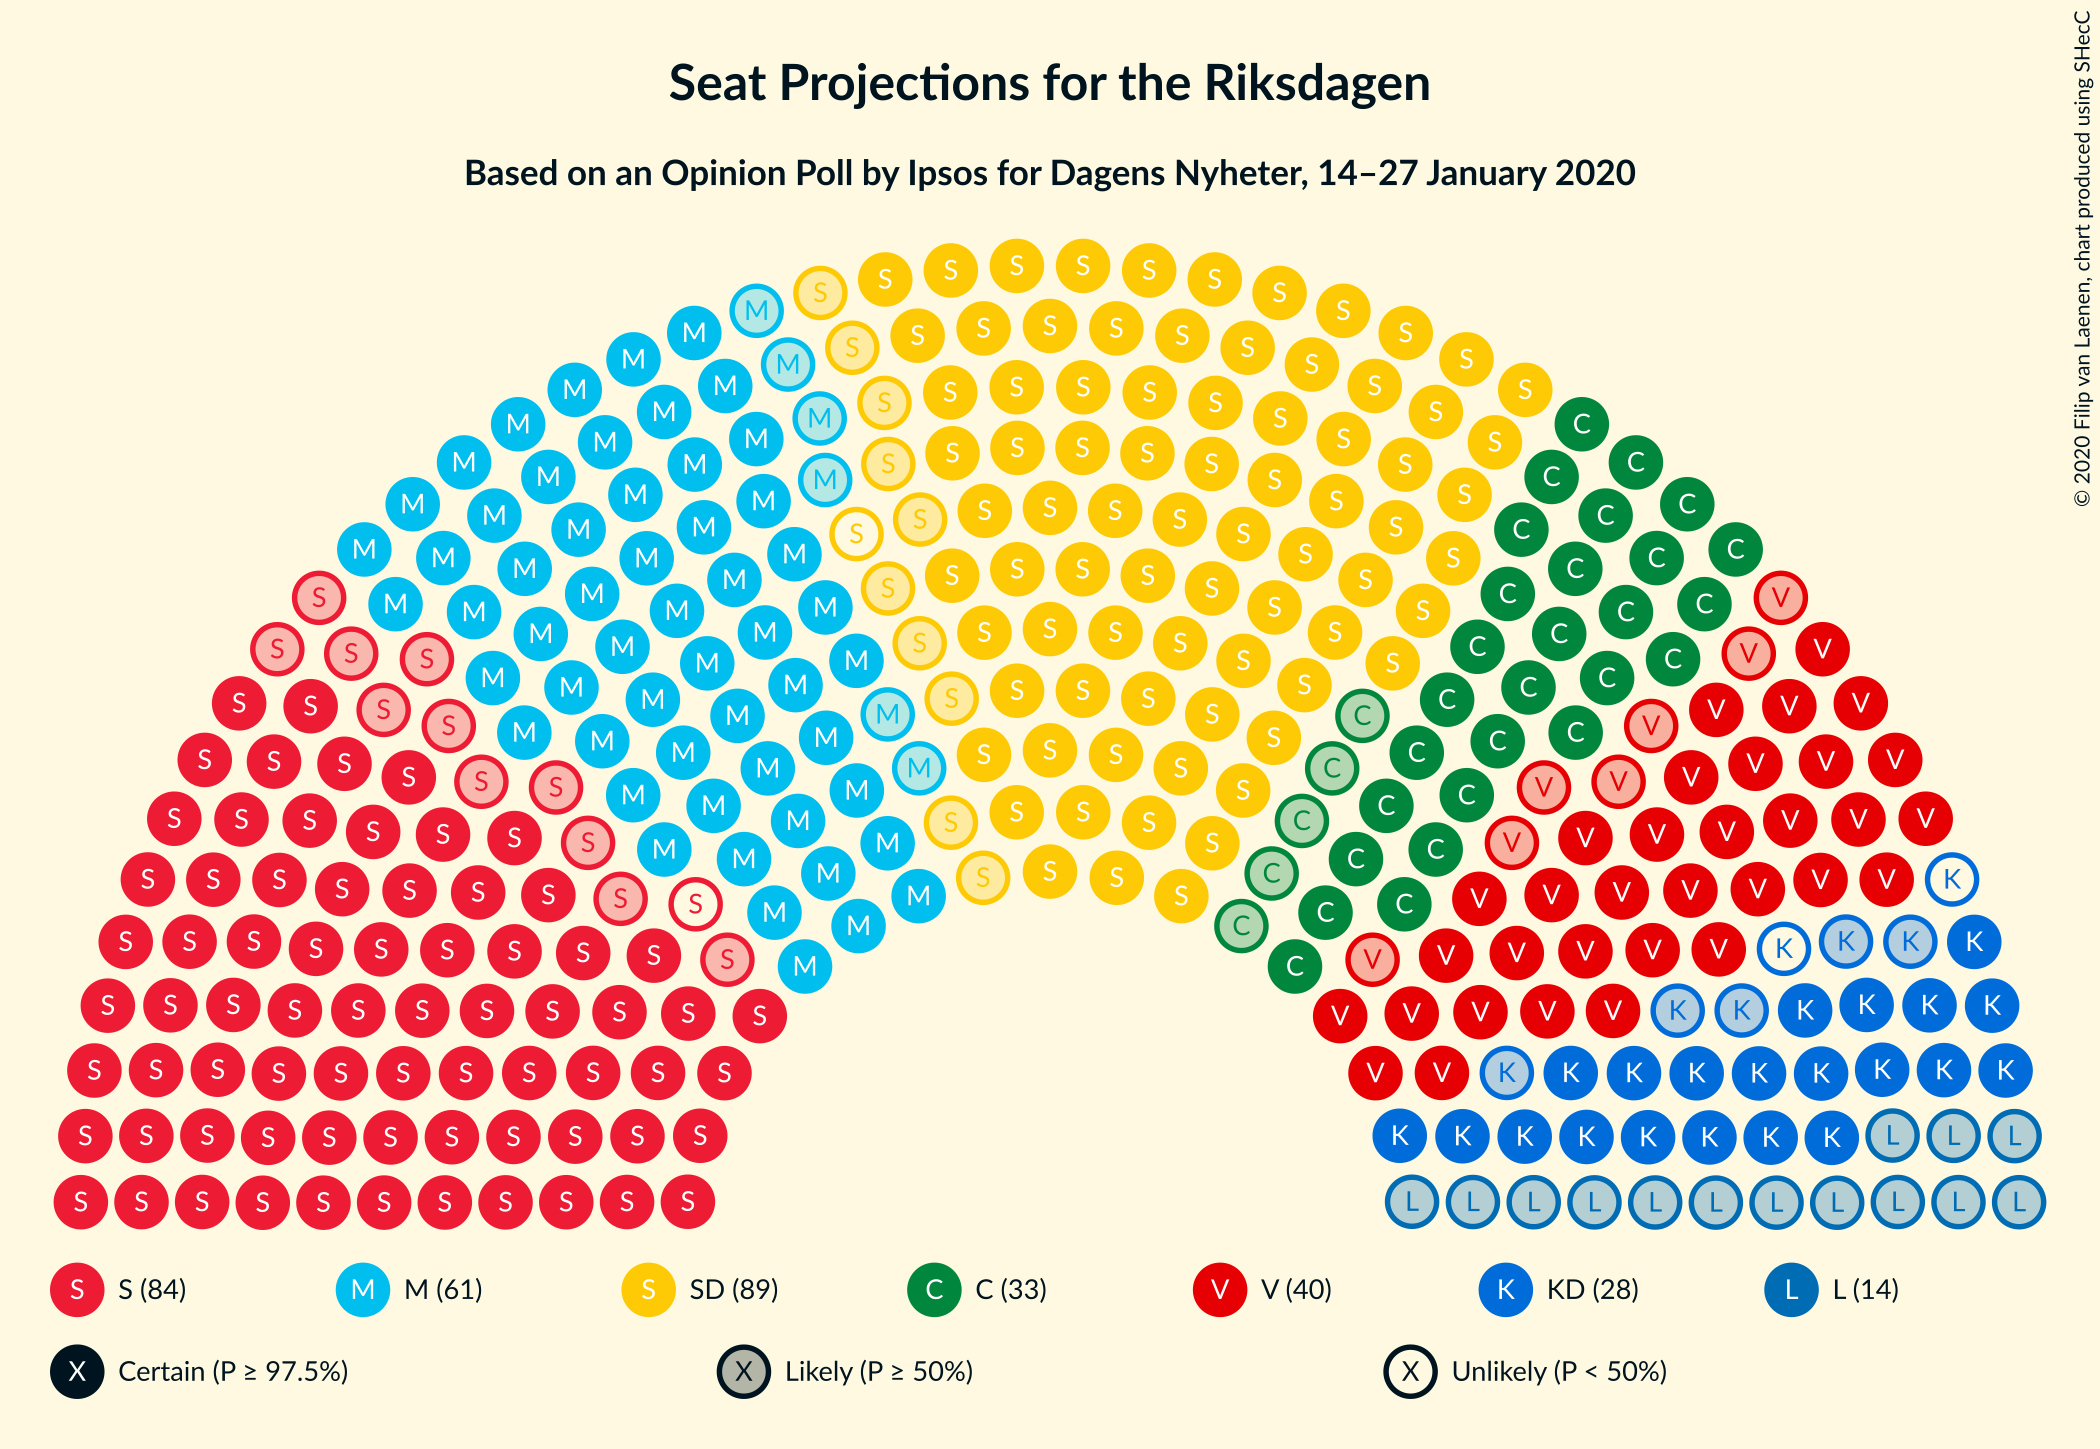 Seat Projections for the Riksdagen
Based on an Opinion Poll by Ipsos for Dagens Nyheter, 14–27 January 2020
© 2020 Filip van Laenen, chart produced using SHecC
S S (84) M M (61) S SD (89) C C (33) V V (40) K KD (28) L L (14)
X Certain (P ≥ 97.5%) X Likely (P ≥ 50%) X Unlikely (P < 50%)